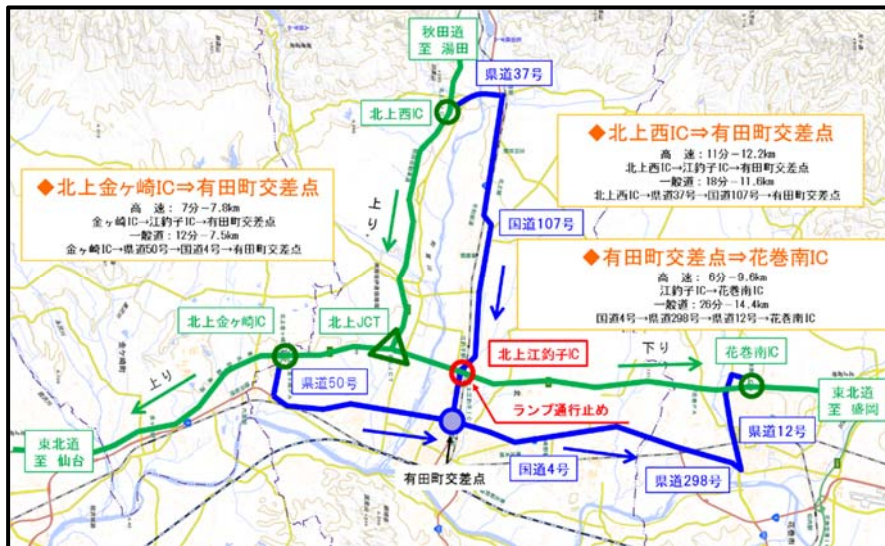 秋田道
至 湯田
県道37号
北上西IC
◆北上西IC⇒有田町交差点
高　速：11分－12.2km
北上西IC→江釣子IC→有田町交差点
一般道：18分－11.6km
北上西IC→県道37号→国道107号→有田町交差点
◆北上金ヶ崎IC⇒有田町交差点
高　速：7分－7.8km
金ヶ崎IC→江釣子IC→有田町交差点
一般道：12分－7.5km
金ヶ崎IC→県道50号→国道4号→有田町交差点
上り
国道107号
◆有田町交差点⇒花巻南IC
高　速：6分－9.6km
江釣子IC→花巻南IC
一般道：26分－14.4km
国道4号→県道298号→県道12号→花巻南IC
北上金ヶ崎IC
北上JCT
北上江釣子IC
下り
花巻南IC
金ケ崎町
上り
県道50号
ランプ通行止め
東北道
至 盛岡
東北道
至 仙台
県道12号
国道4号
県道298号
有田町交差点
花巻市